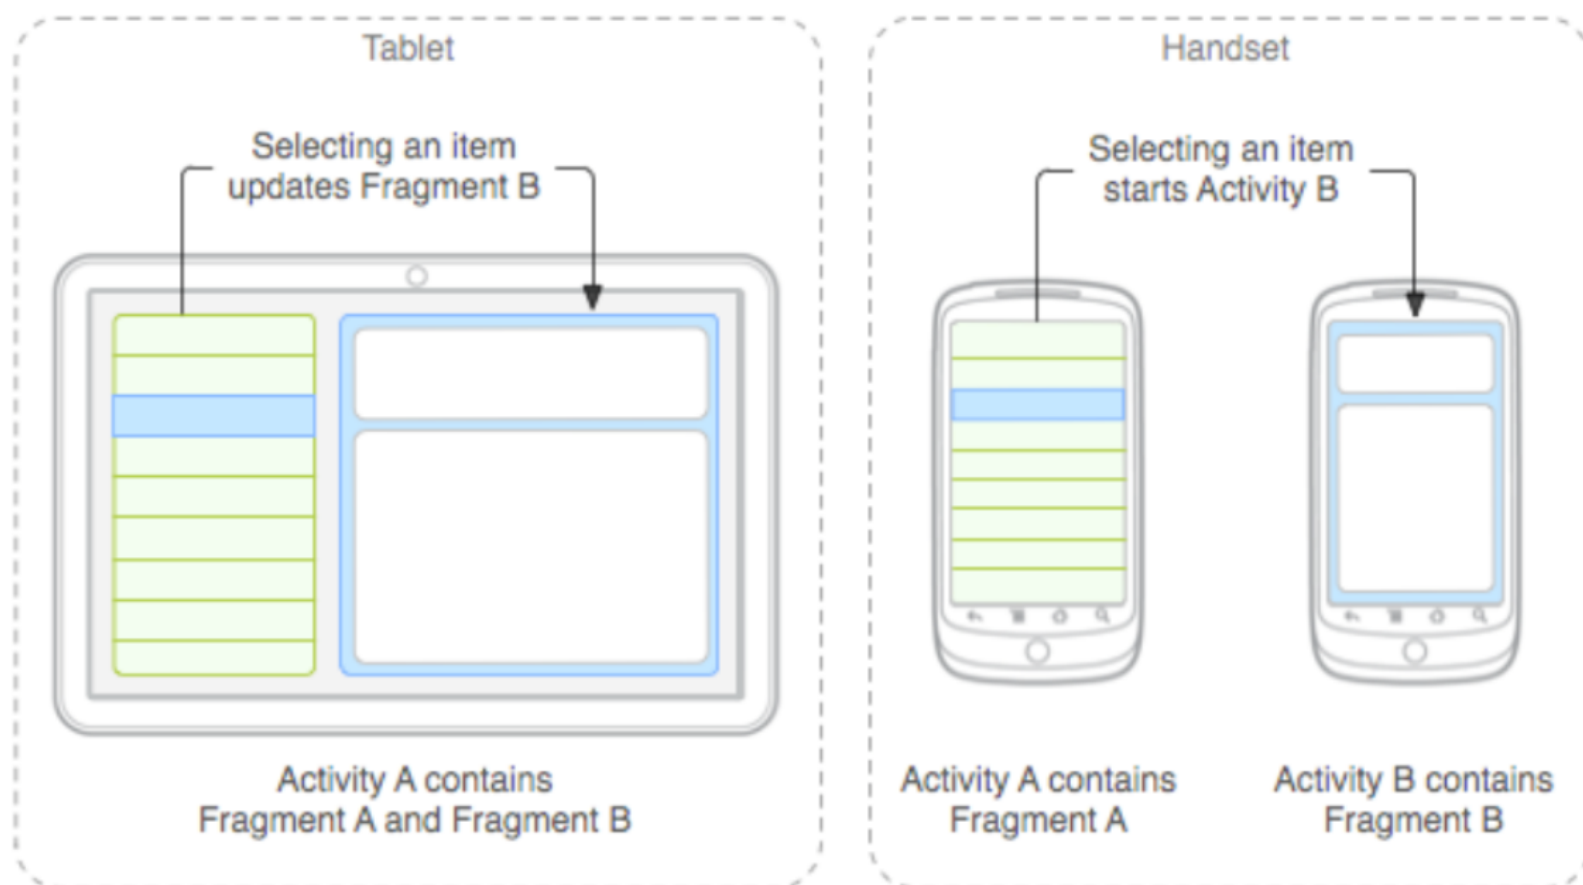 Tablet
Selecting an item
updates Fragment B
Activity A contains
Fragment A and Fragment B
Handset
Selecting an item
starts Activity B
Activity A contains
Fragment A
Activity B contains
Fragment B